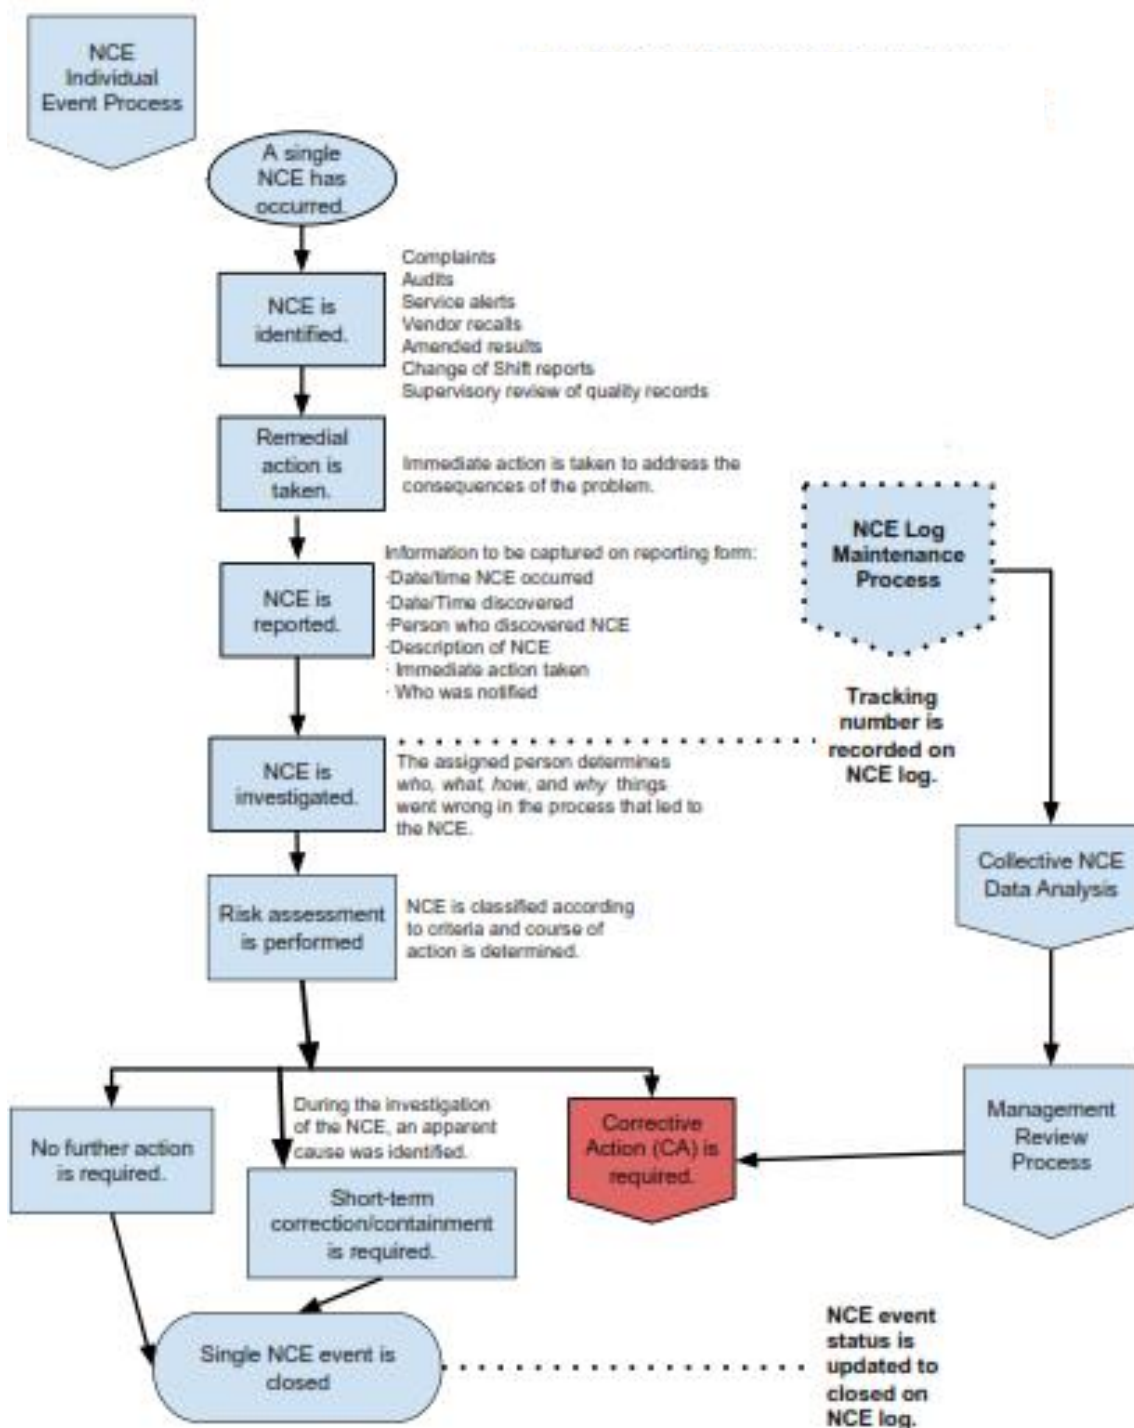 NCE
Individual
Event Process
A single
NCE has
occurred.
NCE is
identified.
Complaints
Audits
Service alerts
Vendor recalls
Amended results
Change of Shift reports
Supervisory review of quality records
Remedial
action is
taken.
Immediate action is taken to address the
consequences of the problem.
NCE is
reported.
Information to be captured on reporting form:
·Date/time NCE occurred
·Date/Time discovered
·Person who discovered NCE
·Description of NCE
· Immediate action taken
· Who was notified
NCE Log
Maintenance
Process
Tracking
number is
recorded on
NCE log.
NCE is
investigated.
The assigned person determines
who, what, how, and why things
went wrong in the process that led to
the NCE.
Collective NCE
Data Analysis
Risk assessment
is performed
NCE is classified according
to criteria and course of
action is determined.
No further action
is required.
During the investigation
of the NCE, an apparent
cause was identified.
Short-term
correction/containment
is required.
Corrective
Action (CA) is
required.
Management
Review
Process
Single NCE event is
closed
NCE event
status is
updated to
closed on
NCE log.